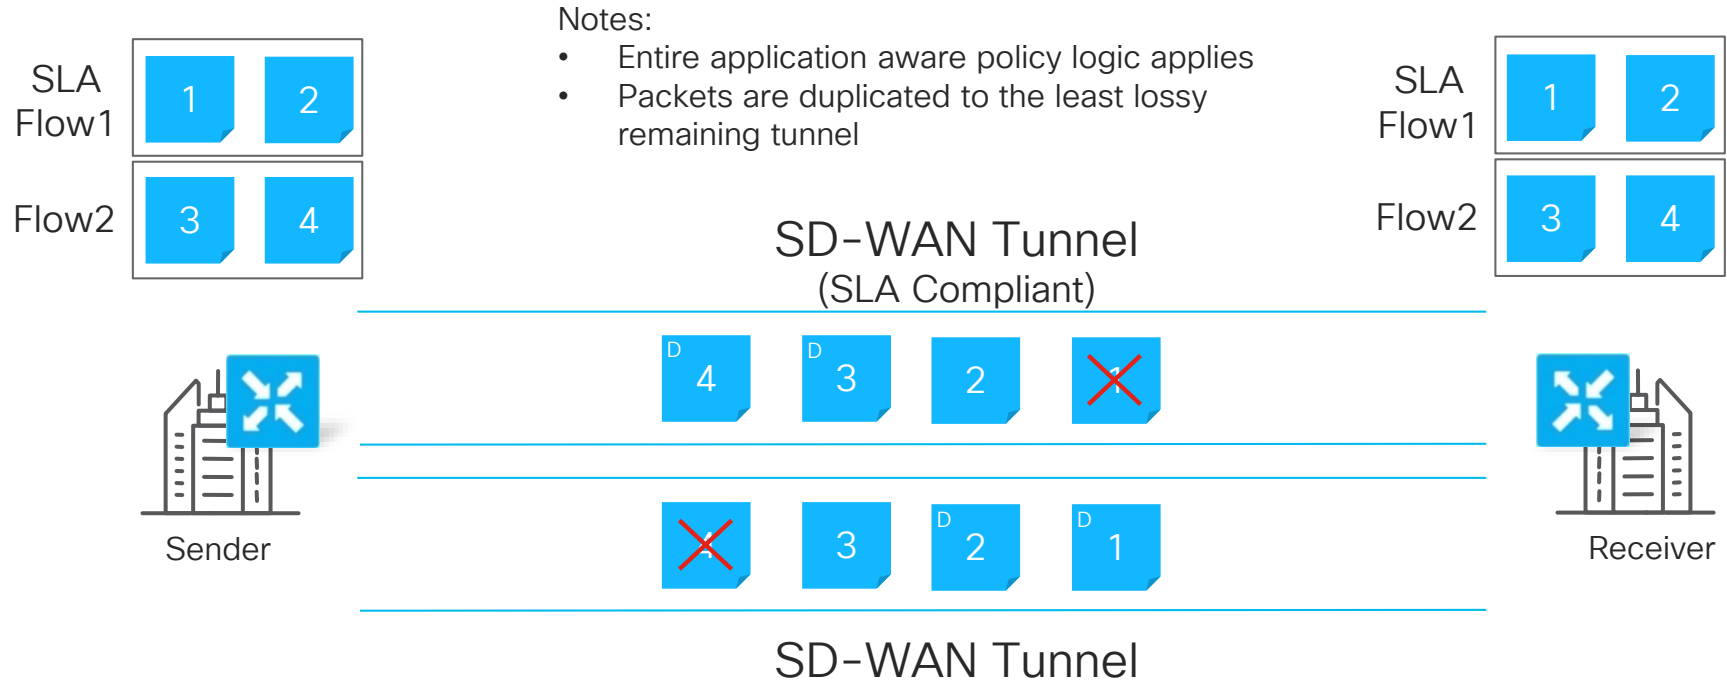 Notes:
• Entire application aware policy logic applies
• Packets are duplicated to the least lossy
remaining tunnel
SLA
Flow1
1 2
Flow2
3 4
SLA
Flow1
1 2
Flow2
3 4
SD-WAN Tunnel
(SLA Compliant)
D 4 D 3 2 1
4 3 D 2 D 1
Sender
Receiver
SD-WAN Tunnel